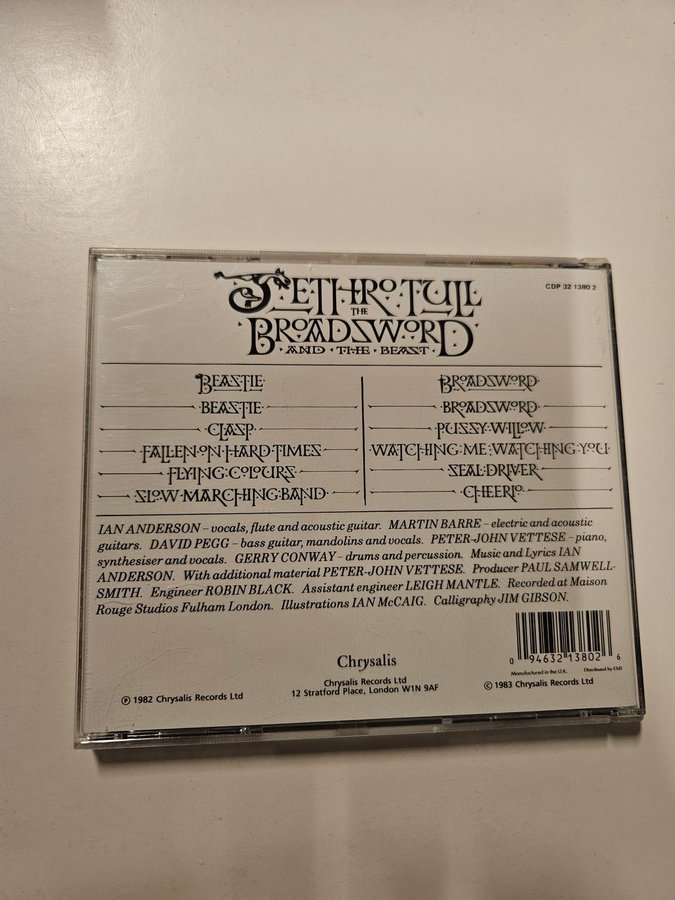 JETHRO TULL
THE
BROADSWORD
AND THE BEAST
CDP 32 1380 2
BEASTIE
BEASTIE
CLASP
FALLEN ON HARD TIMES
FLYING COLOURS
SLOW MARCHING BAND
BROADSWORD
BROADSWORD
PUSSY WILLOW
WATCHING ME WATCHING YOU
SEAL DRIVER
CHEERIO
IAN ANDERSON – vocals, flute and acoustic guitar. MARTIN BARRE – electric and acoustic
guitars. DAVID PEGG – bass guitar, mandolins and vocals. PETER-JOHN VETTESE – piano,
synthesiser and vocals. GERRY CONWAY – drums and percussion. Music and Lyrics IAN
ANDERSON. With additional material PETER-JOHN VETTESE. Producer PAUL SAMWELL-
SMITH. Engineer ROBIN BLACK. Assistant engineer LEIGH MANTLE. Recorded at Maison
Rouge Studios Fulham London. Illustrations IAN McCAIG. Calligraphy JIM GIBSON.
0 94632 13802 6
Manufactured in the U.K. Distributed by EMI
Chrysalis
Chrysalis Records Ltd
12 Stratford Place, London W1N 9AF
℗ 1982 Chrysalis Records Ltd
© 1983 Chrysalis Records Ltd